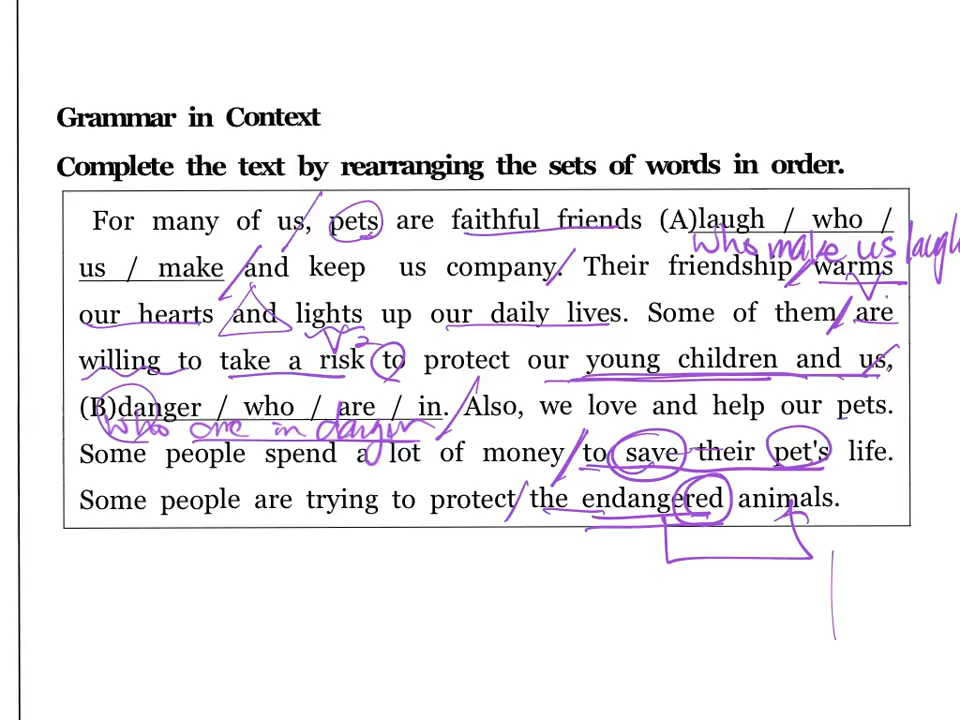 Grammar in Context
Complete the text by rearranging the sets of words in order.
For many of us, pets are faithful friends (A)laugh / who /
who make us laugh
us / make and keep us company. Their friendship warms
our hearts and lights up our daily lives. Some of them are
V2
willing to take a risk to protect our young children and us,
(B)danger / who / are / in. Also, we love and help our pets.
who are in danger
Some people spend a lot of money to save their pet's life.
Some people are trying to protect the endangered animals.